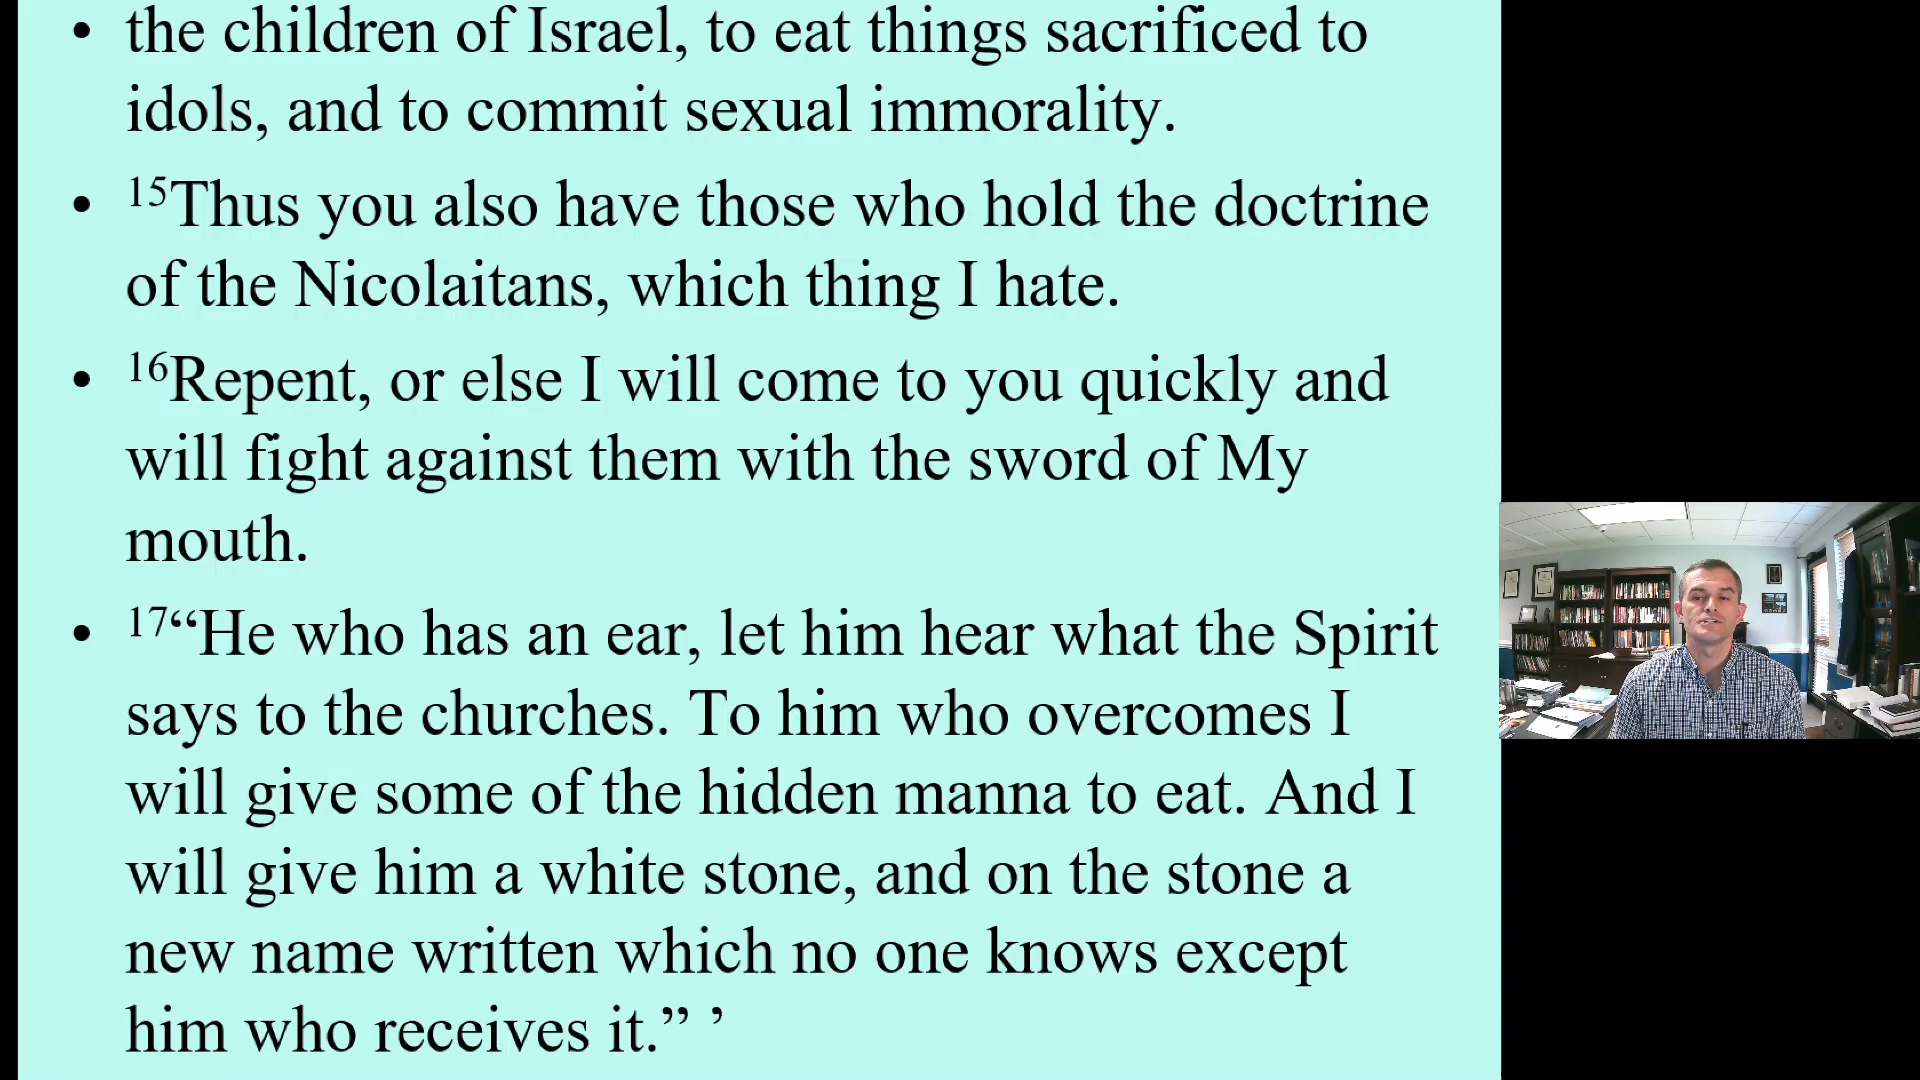 • the children of Israel, to eat things sacrificed to
idols, and to commit sexual immorality.
• ¹⁵Thus you also have those who hold the doctrine
of the Nicolaitans, which thing I hate.
• ¹⁶Repent, or else I will come to you quickly and
will fight against them with the sword of My
mouth.
• ¹⁷“He who has an ear, let him hear what the Spirit
says to the churches. To him who overcomes I
will give some of the hidden manna to eat. And I
will give him a white stone, and on the stone a
new name written which no one knows except
him who receives it.” ’